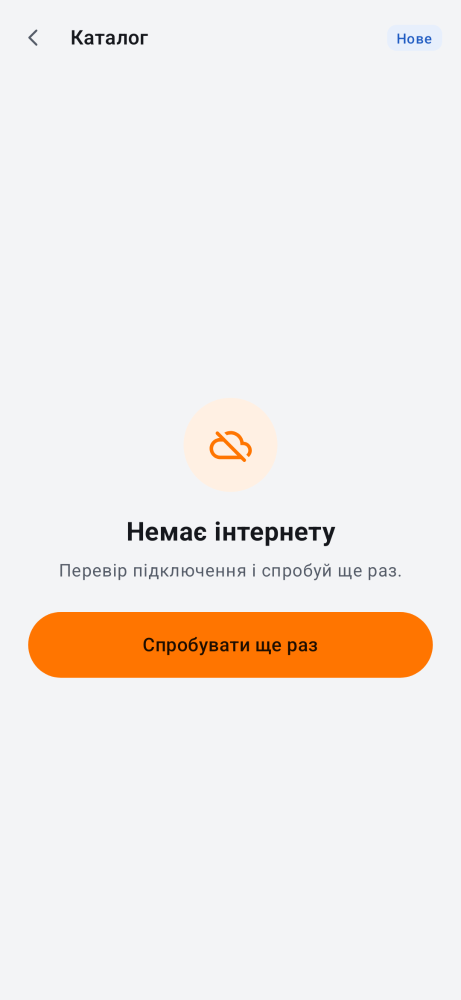 Каталог
Нове
Немає інтернету
Перевір підключення і спробуй ще раз.
Спробувати ще раз